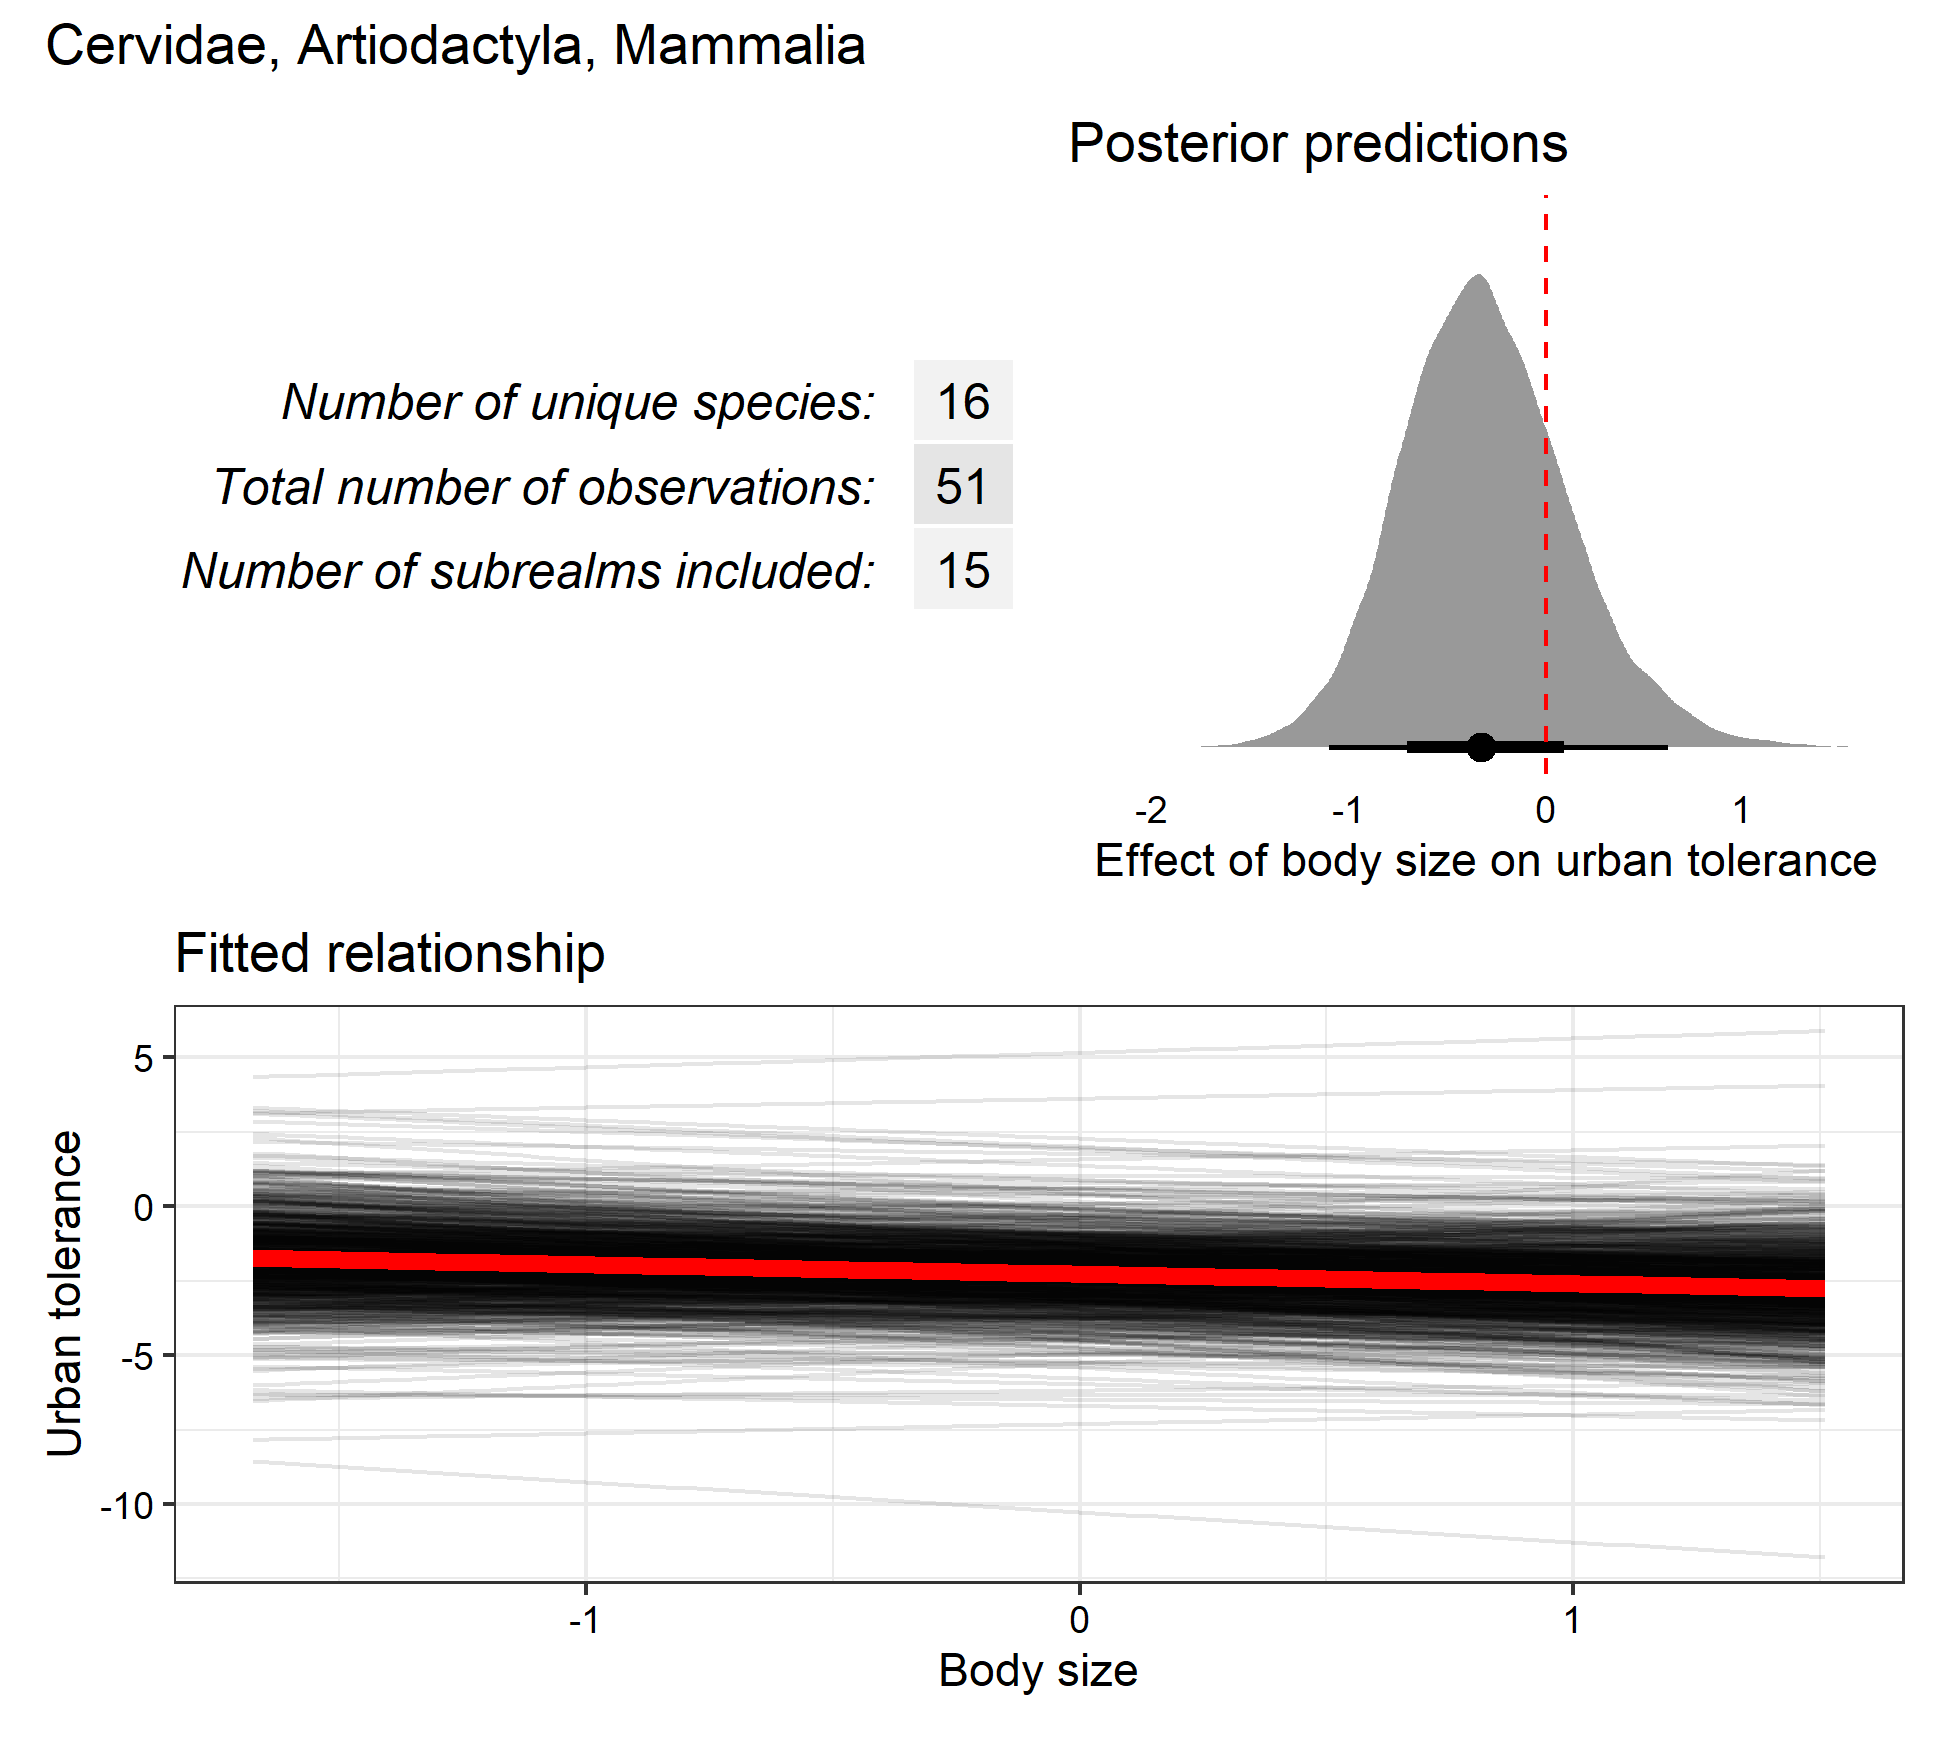 Cervidae, Artiodactyla, Mammalia
Posterior predictions
Number of unique species: 16
Total number of observations: 51
Number of subrealms included: 15
-2 -1 0 1
Effect of body size on urban tolerance
Fitted relationship
Urban tolerance
5
0
-5
-10
-1 0 1
Body size